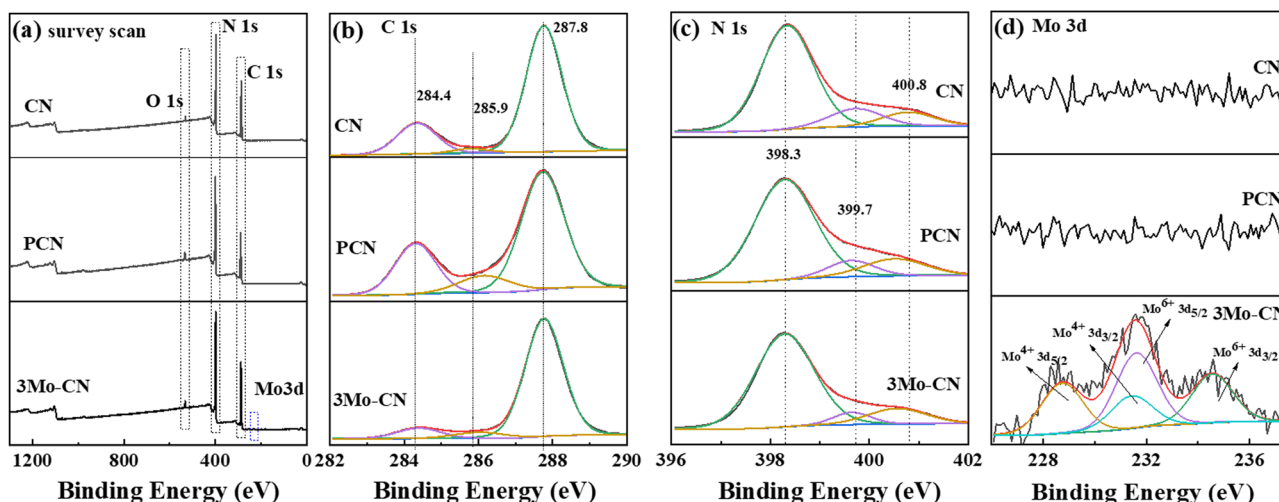 (a) survey scan
N 1s
C 1s
O 1s
CN
PCN
3Mo-CN
Mo3d
1200 800 400 0
Binding Energy (eV)
(b) C 1s
287.8
284.4
285.9
CN
PCN
3Mo-CN
282 284 286 288 290
Binding Energy (eV)
(c) N 1s
400.8
CN
398.3
399.7
PCN
3Mo-CN
396 398 400 402
Binding Energy (eV)
(d) Mo 3d
CN
PCN
3Mo-CN
Mo⁶⁺ 3d₅/₂
Mo⁴⁺ 3d₃/₂
Mo⁴⁺ 3d₅/₂
Mo⁶⁺ 3d₃/₂
228 232 236
Binding Energy (eV)